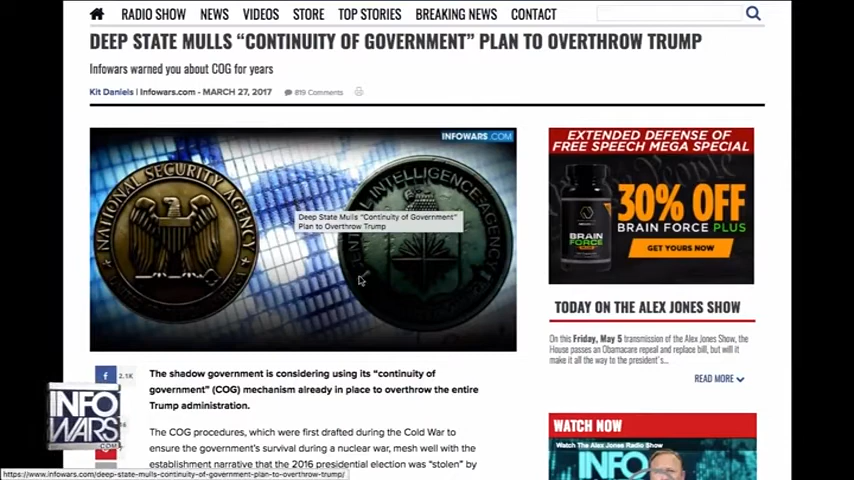 RADIO SHOW NEWS VIDEOS STORE TOP STORIES BREAKING NEWS CONTACT
DEEP STATE MULLS “CONTINUITY OF GOVERNMENT” PLAN TO OVERTHROW TRUMP
Infowars warned you about COG for years
Kit Daniels | Infowars.com - MARCH 27, 2017 819 Comments
INFOWARS.COM
NATIONAL SECURITY AGENCY
INTELLIGENCE AGENCY
Deep State Mulls “Continuity of Government”
Plan to Overthrow Trump
EXTENDED DEFENSE OF
FREE SPEECH MEGA SPECIAL
BRAIN
FORCE
30% OFF
BRAIN FORCE PLUS
GET YOURS NOW
TODAY ON THE ALEX JONES SHOW
On this Friday, May 5 transmission of the Alex Jones Show, the
House passes an Obamacare repeal and replace bill, but will it
make it all the way to the president’s...
READ MORE
f 2.1K
The shadow government is considering using its “continuity of
government” (COG) mechanism already in place to overthrow the entire
Trump administration.
The COG procedures, which were first drafted during the Cold War to
ensure the government’s survival during a nuclear war, mesh well with the
establishment narrative that the 2016 presidential election was “stolen” by
WATCH NOW
Watch The Alex Jones Radio Show
INFO
INFO
WARS
.COM
https://www.infowars.com/deep-state-mulls-continuity-of-government-plan-to-overthrow-trump/